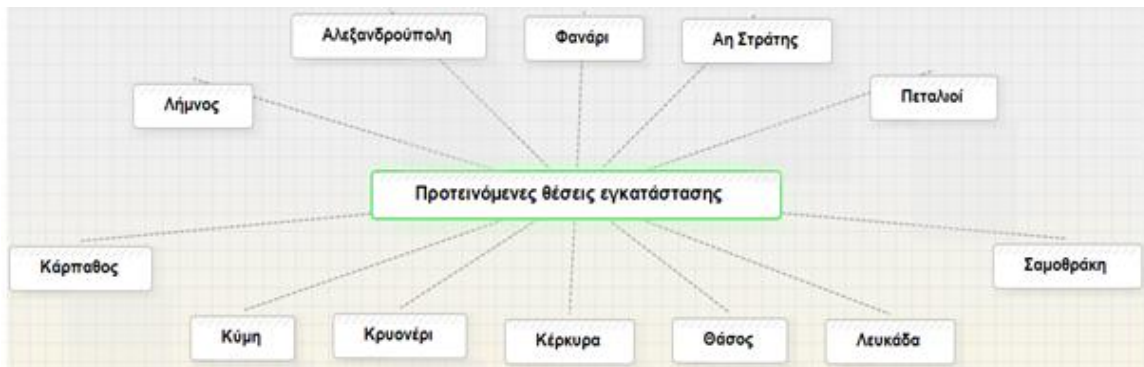 Αλεξανδρούπολη
Φανάρι
Αη Στράτης
Λήμνος
Πεταλιοί
Προτεινόμενες θέσεις εγκατάστασης
Κάρπαθος
Σαμοθράκη
Κύμη
Κρυονέρι
Κέρκυρα
Θάσος
Λευκάδα